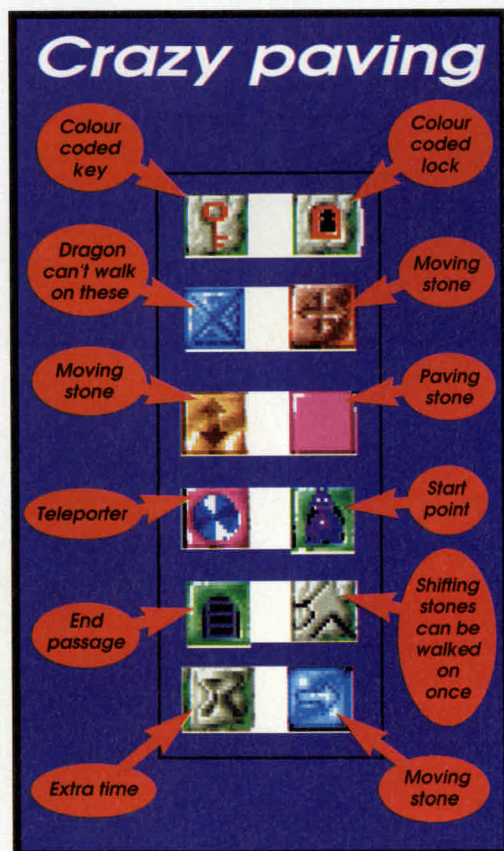 Crazy paving
Colour
coded
key
Colour
coded
lock
Dragon
can't walk
on these
Moving
stone
Moving
stone
Paving
stone
Teleporter
Start
point
End
passage
Shifting
stones
can be
walked
on
once
Extra time
Moving
stone